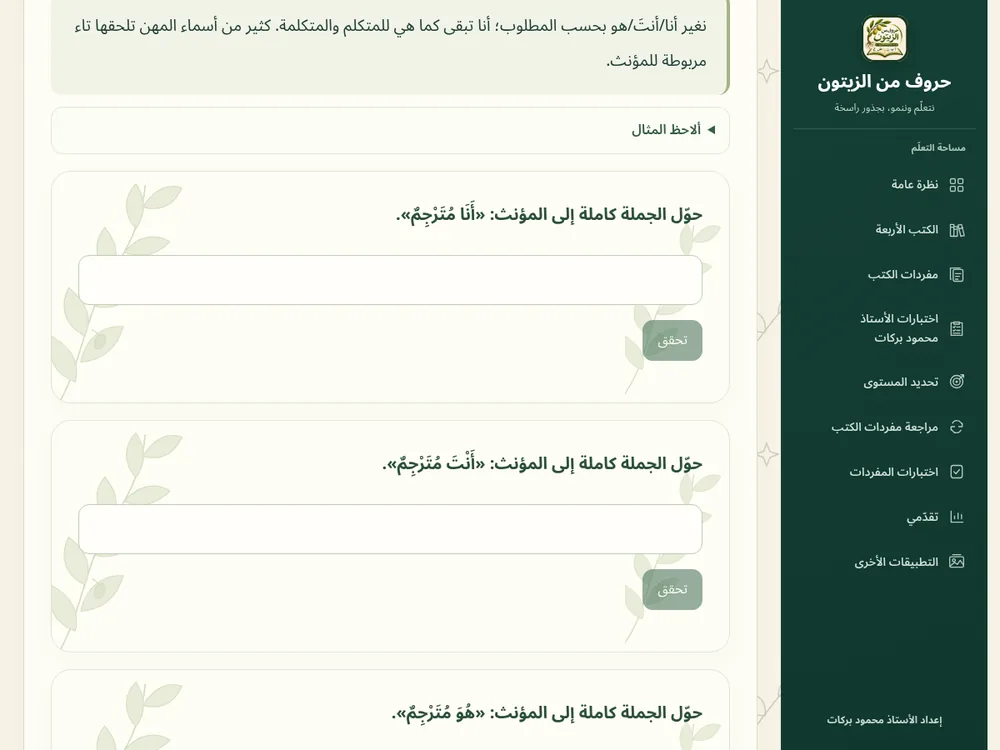 حروف من الزيتون
نتعلّم وننمو، بجذور راسخة
مساحة التعلّم
نظرة عامة
الكتب الأربعة
مفردات الكتب
اختبارات الأستاذ
محمود بركات
تحديد المستوى
مراجعة مفردات الكتب
اختبارات المفردات
تقدّمي
التطبيقات الأخرى
إعداد الأستاذ محمود بركات
نغير أنا/أنتَ/هو بحسب المطلوب؛ أنا تبقى كما هي للمتكلم والمتكلمة. كثير من أسماء المهن تلحقها تاء
مربوطة للمؤنث.
ألاحظ المثال
حوّل الجملة كاملة إلى المؤنث: «أَنَا مُتَرْجِمٌ».
تحقق
حوّل الجملة كاملة إلى المؤنث: «أَنْتَ مُتَرْجِمٌ».
تحقق
حوّل الجملة كاملة إلى المؤنث: «هُوَ مُتَرْجِمٌ».